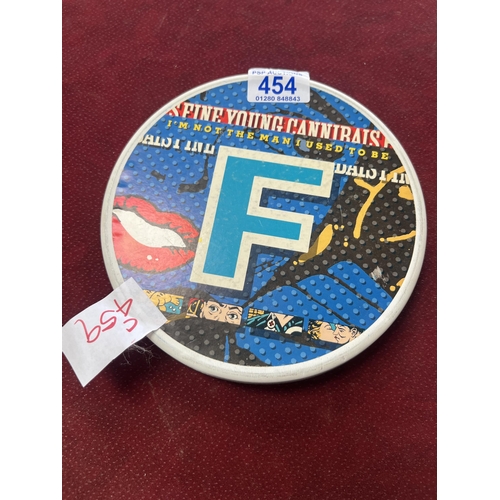 454
01280 848843
S FINE YOUNG CANNIBALS
I'M NOT THE MAN I USED TO BE
F
459